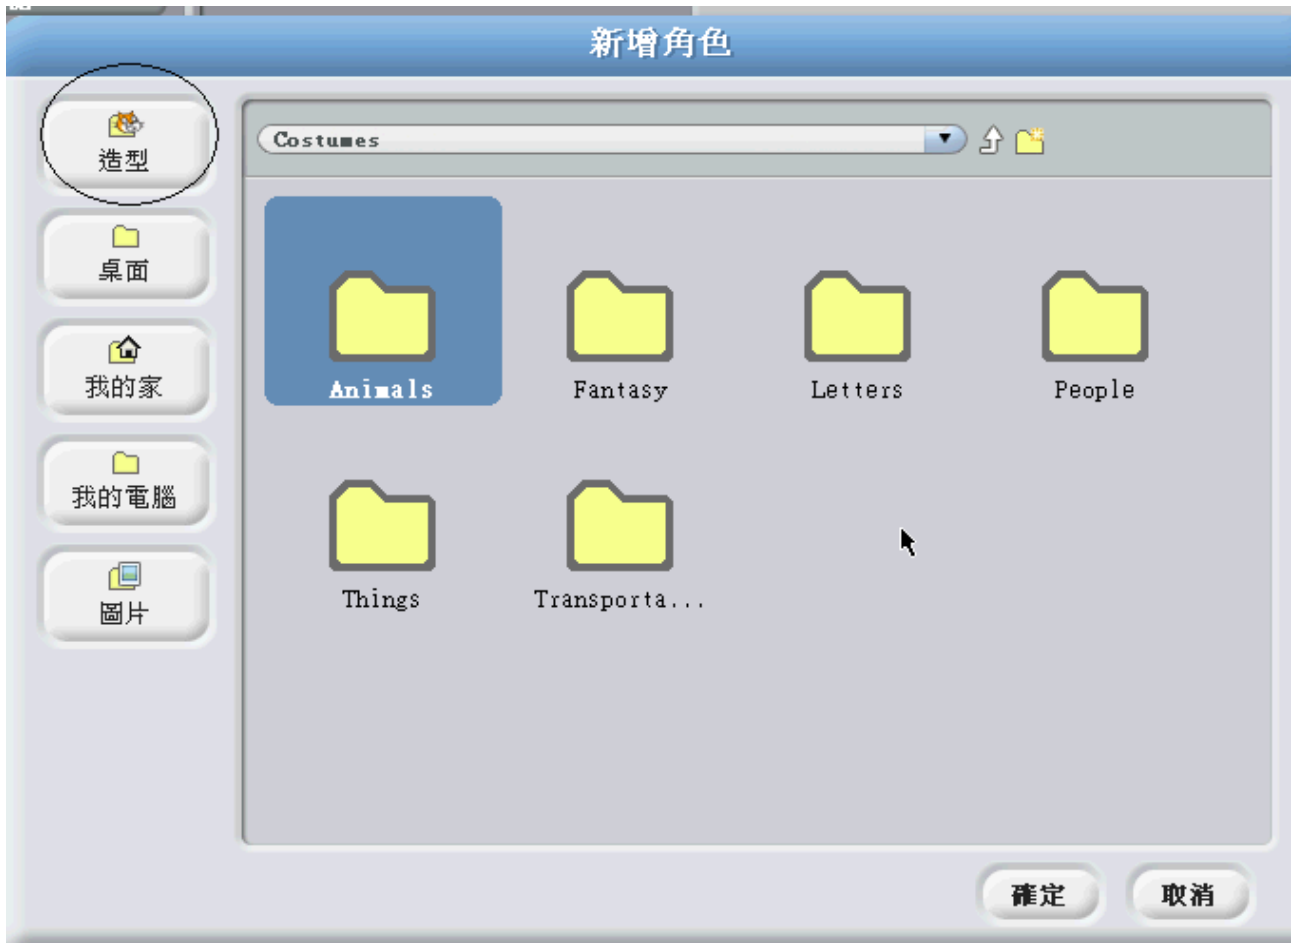 新增角色
造型
桌面
我的家
我的電腦
圖片
Costumes
Animals
Fantasy
Letters
People
Things
Transporta...
確定
取消